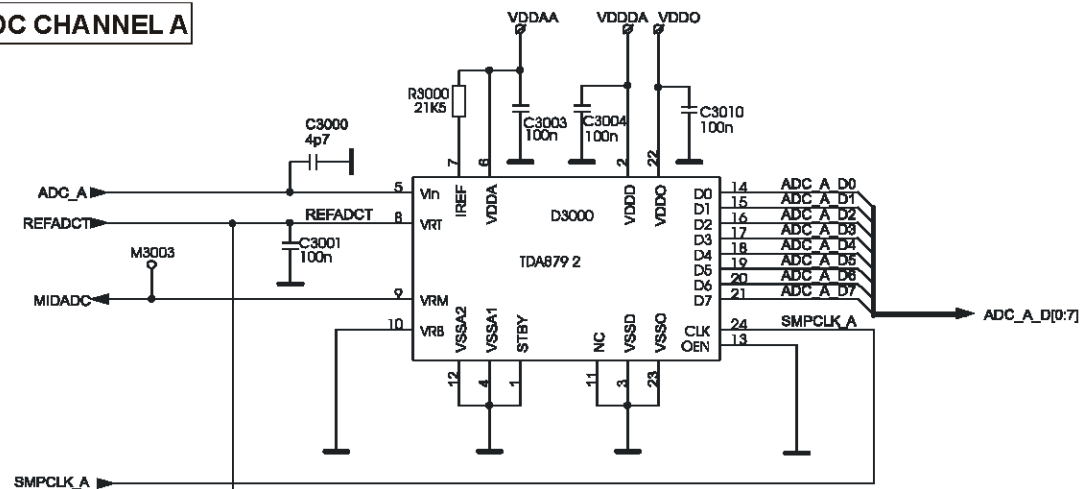 DC CHANNEL A
VDDAA
VDDDA
VDDO
R3000
21K5
C3003
100n
C3004
100n
C3010
100n
C3000
4p7
7
6
2
22
ADC_A
5
Vin
IREF
VDDA
VDDD
VDDO
D0
14
ADC_A_D0
D1
15
ADC_A_D1
REFADCT
REFADCT
8
VRT
D3000
D2
16
ADC_A_D2
D3
17
ADC_A_D3
C3001
100n
M3003
TDA879 2
D4
18
ADC_A_D4
D5
19
ADC_A_D5
D6
20
ADC_A_D6
MIDADC
9
VRM
D7
21
ADC_A_D7
ADC_A_D[0:7]
10
VRB
VSSA2
VSSA1
STBY
NC
VSSD
VSSO
CLK
24
SMPCLK_A
OEN
13
12
4
1
11
3
23
SMPCLK_A